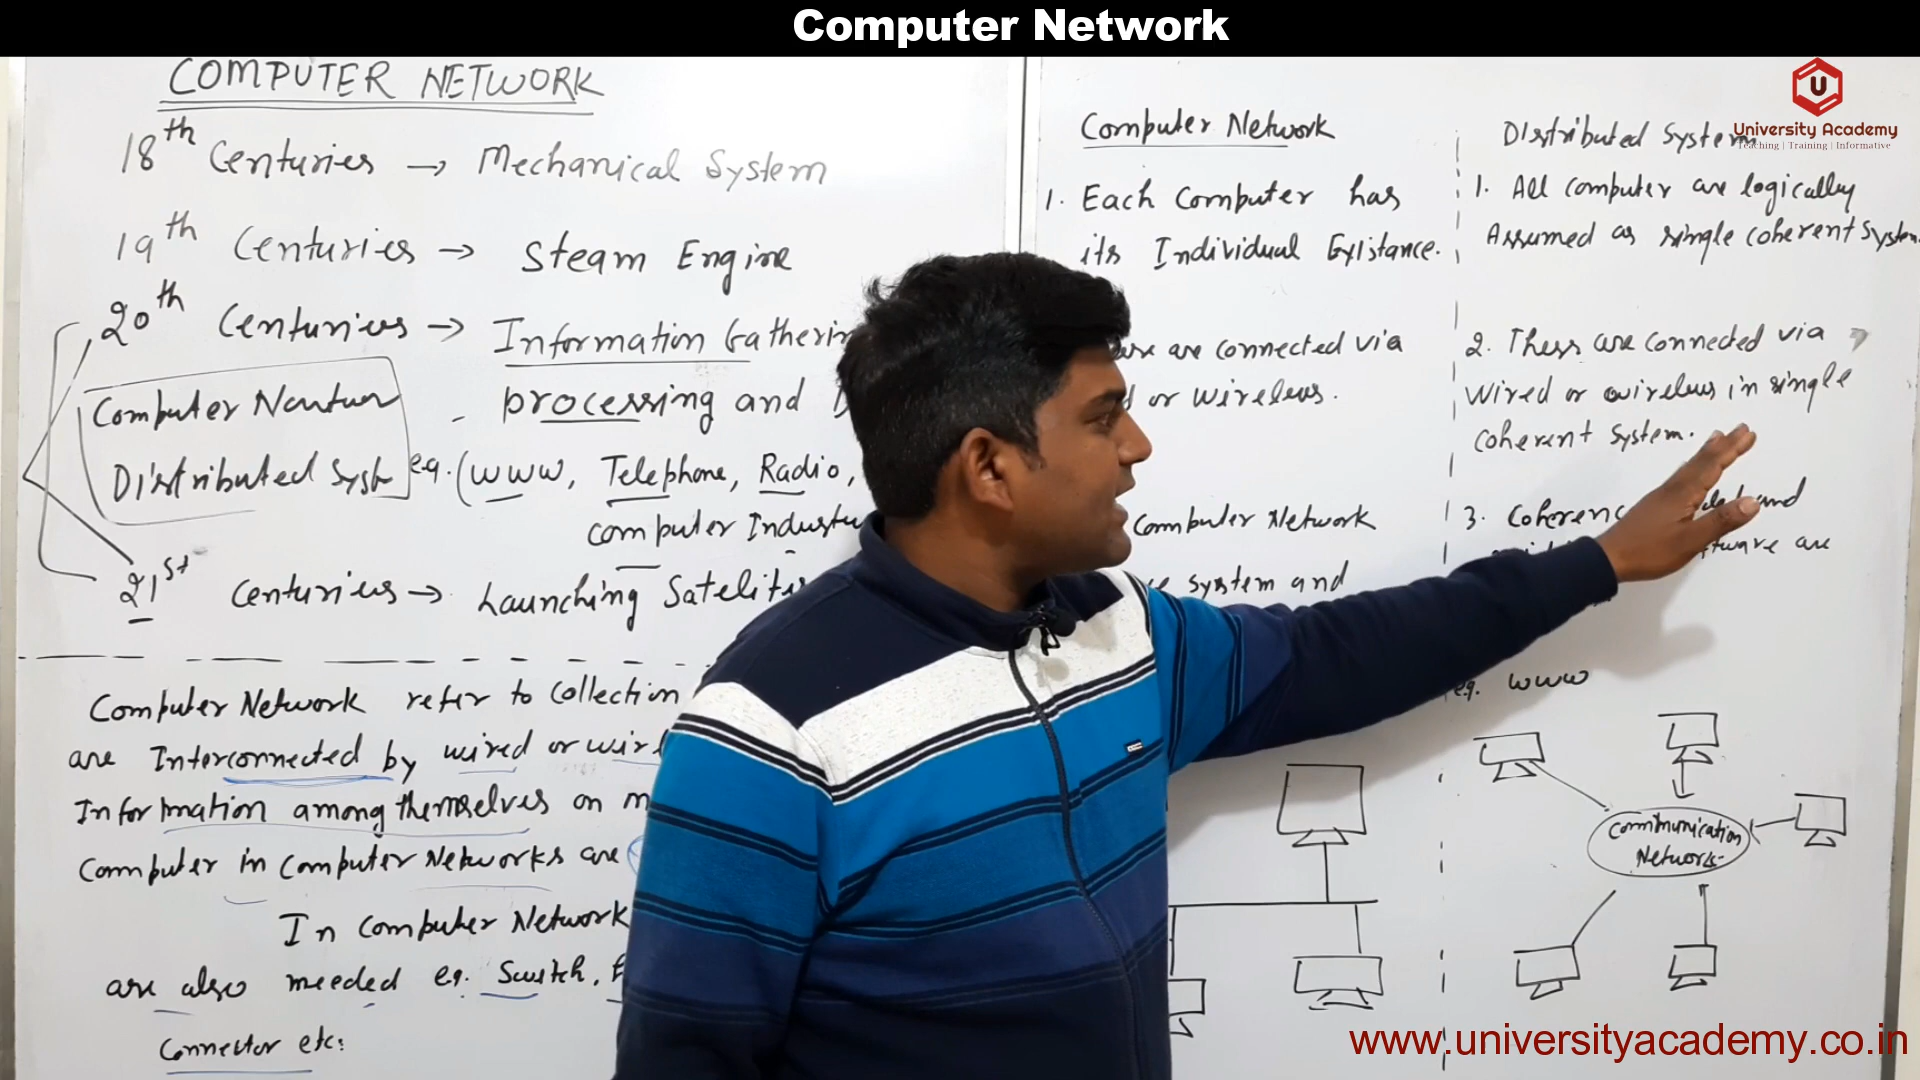 Computer Network
U
University Academy
Teaching | Training | Informative
COMPUTER NETWORK
18th Centuries → Mechanical System
19th Centuries → Steam Engine
20th Centuries → Information Gatherin
processing and
Computer
Distributed Syst
e.g. (WWW, Telephone, Radio,
computer Indust
21st Centuries → Launching
Computer Network refer to Collection
are Interconnected by wired or wirel
Information among themselves on
Computer in Computer Networks are
In Computer Network
are also needed eg. Switch,
Connector etc:
Computer Network
1. Each Computer has
its Individual Existance.
are connected via
or wireless.
Computer Network
system and
Distributed System
1. All computer are logically
Assumed as single coherent System
2. These are connected via
Wired or wireless in single
Coherent System.
3. Coherenc and
are
eg. WWW
Communication
Network
www.universityacademy.co.in